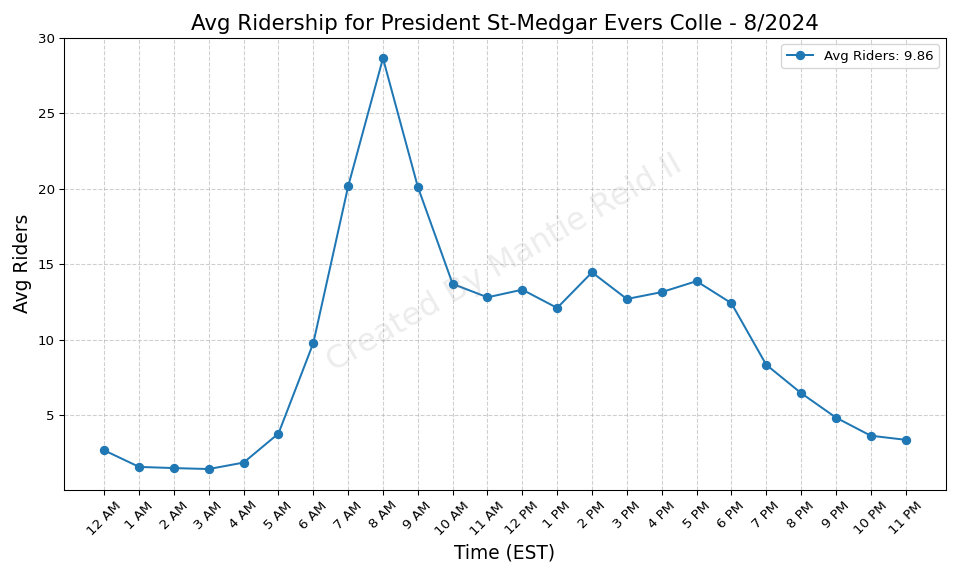 Avg Ridership for President St-Medgar Evers Colle - 8/2024
Avg Riders: 9.86
Avg Riders
30
25
20
15
10
5
Created By Mantie Reid II
12 AM
1 AM
2 AM
3 AM
4 AM
5 AM
6 AM
7 AM
8 AM
9 AM
10 AM
11 AM
12 PM
1 PM
2 PM
3 PM
4 PM
5 PM
6 PM
7 PM
8 PM
9 PM
10 PM
11 PM
Time (EST)